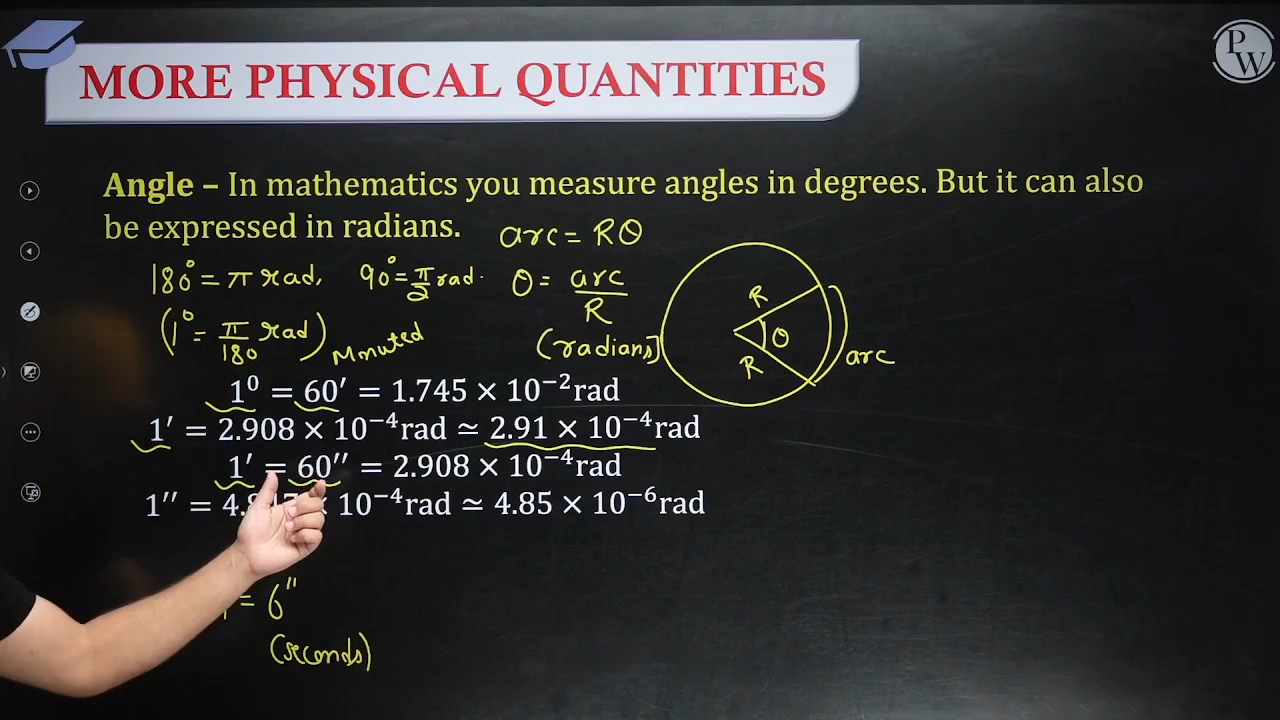 MORE PHYSICAL QUANTITIES
PW
Angle – In mathematics you measure angles in degrees. But it can also
be expressed in radians.
arc = Rθ
180° = π rad, 90° = π/2 rad.
θ = arc/R
(radians)
(1° = π/180 rad)
R
θ
R
arc
1⁰ = 60′ = 1.745 × 10⁻² rad
1′ = 2.908 × 10⁻⁴rad ≃ 2.91 × 10⁻⁴rad
1′ = 60′′ = 2.908 × 10⁻⁴rad
1′′ = 4. × 10⁻⁴rad ≃ 4.85 × 10⁻⁶rad
= 6''
(seconds)